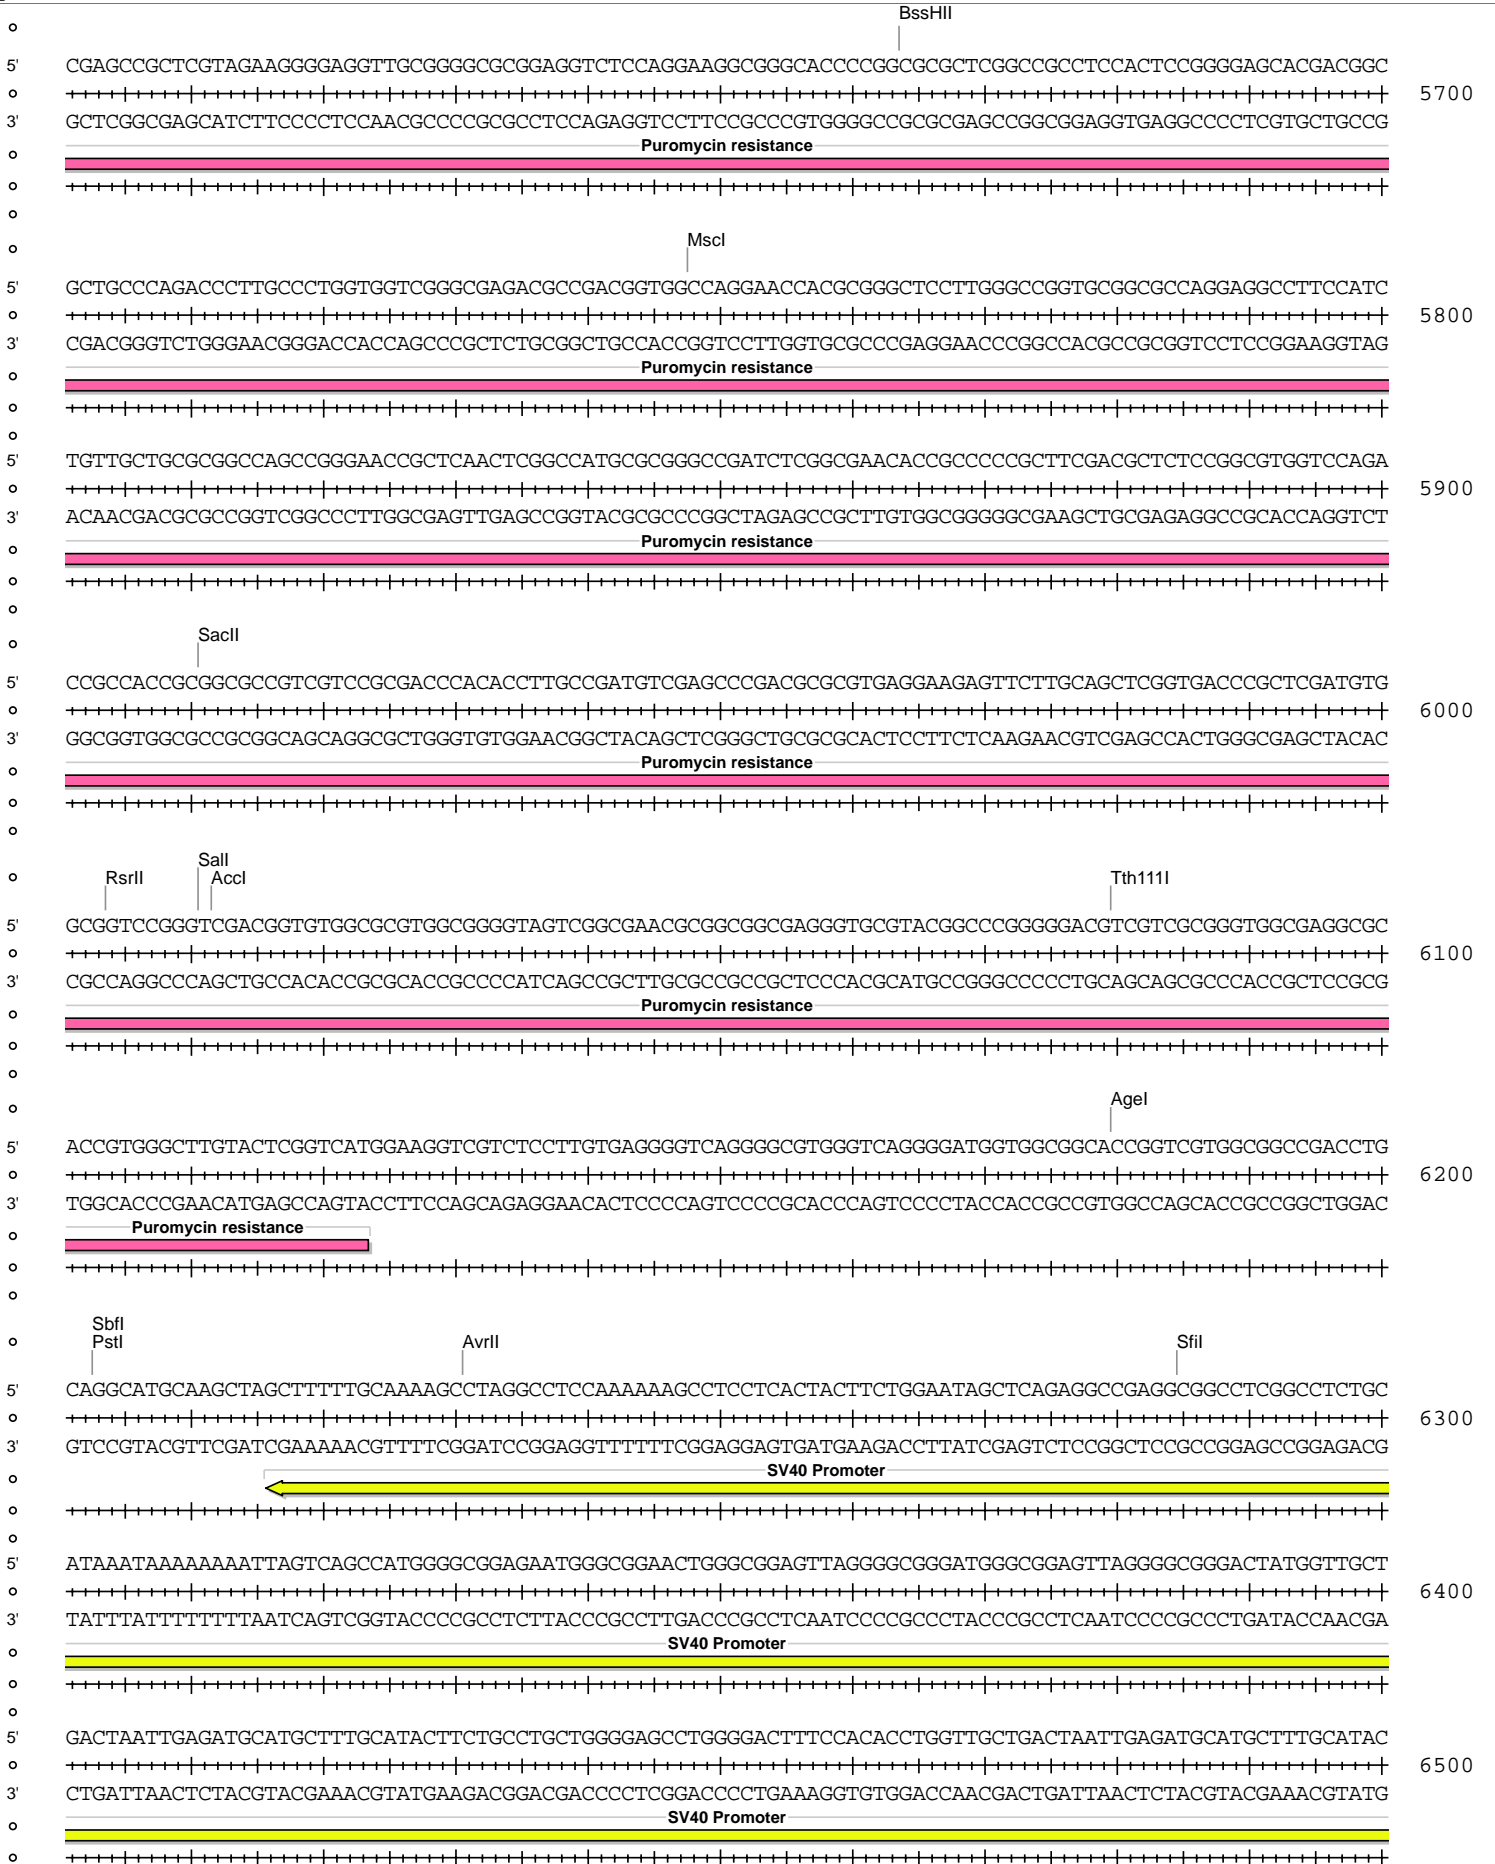 BssHII
5' CGAGCCGCTCGTAGAAGGGGAGGTTGCGGGGCGCGGAGGTCTCCAGGAAGGCGGGCACCCCGGCGCGCTCGGCCGCCTCCACTCCGGGGAGCACGACGGC
5700
3' GCTCGGCGAGCATCTTCCCCTCCAACGCCCCGCGCCTCCAGAGGTCCTTCCGCCCGTGGGGCCGCGCGAGCCGGCGGAGGTGAGGCCCCTCGTGCTGCCG
Puromycin resistance
MscI
5' GCTGCCCAGACCCTTGCCCTGGTGGTCGGGCGAGACGCCGACGGTGGCCAGGAACCACGCGGGCTCCTTGGGCCGGTGCGGCGCCAGGAGGCCTTCCATC
5800
3' CGACGGGTCTGGGAACGGGACCACCAGCCCGCTCTGCGGCTGCCACCGGTCCTTGGTGCGCCCGAGGAACCCGGCCACGCCGCGGTCCTCCGGAAGGTAG
Puromycin resistance
5' TGTTGCTGCGCGGCCAGCCGGGAACCGCTCAACTCGGCCATGCGCGGGCCGATCTCGGCGAACACCGCCCCCGCTTCGACGCTCTCCGGCGTGGTCCAGA
5900
3' ACAACGACGCGCCGGTCGGCCCTTGGCGAGTTGAGCCGGTACGCGCCCGGCTAGAGCCGCTTGTGGCGGGGGCGAAGCTGCGAGAGGCCGCACCAGGTCT
Puromycin resistance
SacII
5' CCGCCACCGCGGCGCCGTCGTCCGCGACCCACACCTTGCCGATGTCGAGCCCGACGCGCGTGAGGAAGAGTTCTTGCAGCTCGGTGACCCGCTCGATGTG
6000
3' GGCGGTGGCGCCGCGGCAGCAGGCGCTGGGTGTGGAACGGCTACAGCTCGGGCTGCGCGCACTCCTTCTCAAGAACGTCGAGCCACTGGGCGAGCTACAC
Puromycin resistance
SalI
RsrII AccI Tth111I
5' GCGGTCCGGGTCGACGGTGTGGCGCGTGGCGGGGTAGTCGGCGAACGCGGCGGCGAGGGTGCGTACGGCCCGGGGGACGTCGTCGCGGGTGGCGAGGCGC
6100
3' CGCCAGGCCCAGCTGCCACACCGCGCACCGCCCCATCAGCCGCTTGCGCCGCCGCTCCCACGCATGCCGGGCCCCCTGCAGCAGCGCCCACCGCTCCGCG
Puromycin resistance
AgeI
5' ACCGTGGGCTTGTACTCGGTCATGGAAGGTCGTCTCCTTGTGAGGGGTCAGGGGCGTGGGTCAGGGGATGGTGGCGGCACCGGTCGTGGCGGCCGACCTG
6200
3' TGGCACCCGAACATGAGCCAGTACCTTCCAGCAGAGGAACACTCCCCAGTCCCCGCACCCAGTCCCCTACCACCGCCGTGGCCAGCACCGCCGGCTGGAC
Puromycin resistance
SbfI
PstI AvrII SfiI
5' CAGGCATGCAAGCTAGCTTTTTGCAAAAGCCTAGGCCTCCAAAAAAGCCTCCTCACTACTTCTGGAATAGCTCAGAGGCCGAGGCGGCCTCGGCCTCTGC
6300
3' GTCCGTACGTTCGATCGAAAAACGTTTTCGGATCCGGAGGTTTTTTCGGAGGAGTGATGAAGACCTTATCGAGTCTCCGGCTCCGCCGGAGCCGGAGACG
SV40 Promoter
5' ATAAATAAAAAAAATTAGTCAGCCATGGGGCGGAGAATGGGCGGAACTGGGCGGAGTTAGGGGCGGGATGGGCGGAGTTAGGGGCGGGACTATGGTTGCT
6400
3' TATTTATTTTTTTTAATCAGTCGGTACCCCGCCTCTTACCCGCCTTGACCCGCCTCAATCCCCGCCCTACCCGCCTCAATCCCCGCCCTGATACCAACGA
SV40 Promoter
5' GACTAATTGAGATGCATGCTTTGCATACTTCTGCCTGCTGGGGAGCCTGGGGACTTTCCACACCTGGTTGCTGACTAATTGAGATGCATGCTTTGCATAC
6500
3' CTGATTAACTCTACGTACGAAACGTATGAAGACGGACGACCCCTCGGACCCCTGAAAGGTGTGGACCAACGACTGATTAACTCTACGTACGAAACGTATG
SV40 Promoter